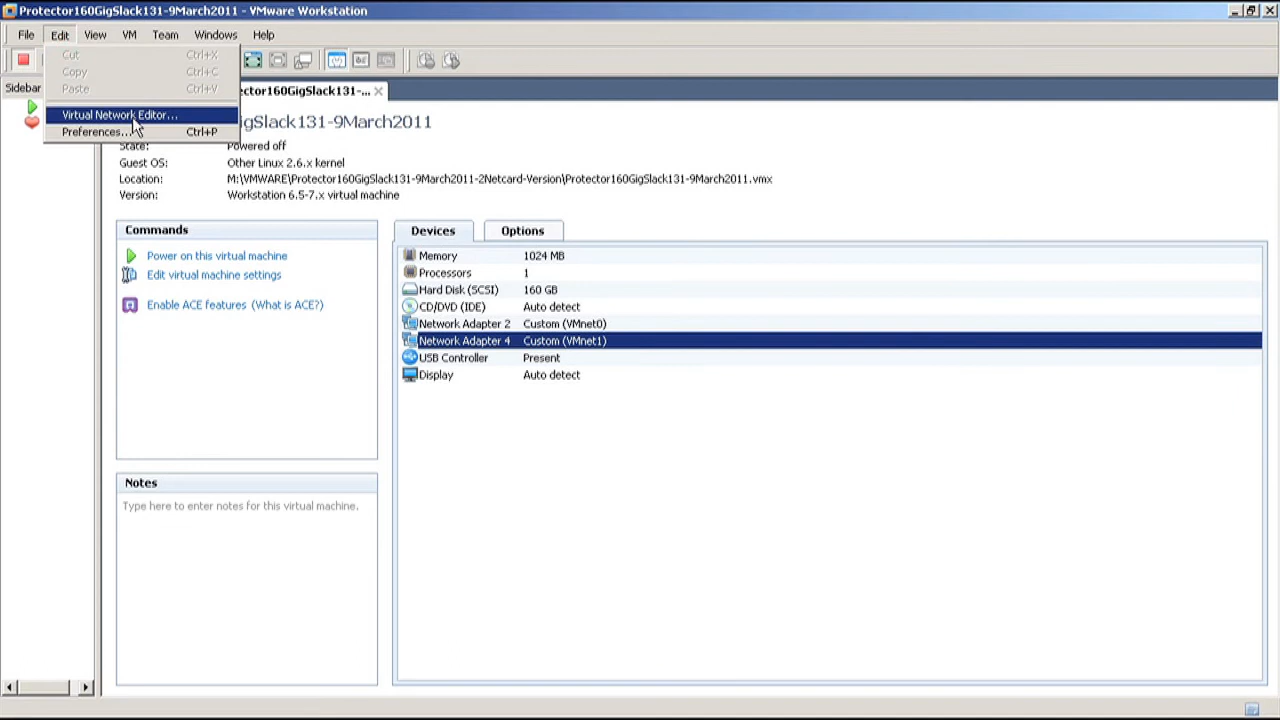 Protector160GigSlack131-9March2011 - VMware Workstation
File Edit View VM Team Windows Help
Cut Ctrl+X
Copy Ctrl+C
Paste Ctrl+V
Virtual Network Editor...
Preferences... Ctrl+P
Sidebar
ector160GigSlack131-...
igSlack131-9March2011
State: Powered off
Guest OS: Other Linux 2.6.x kernel
Location: M:\VMWARE\Protector160GigSlack131-9March2011-2Netcard-Version\Protector160GigSlack131-9March2011.vmx
Version: Workstation 6.5-7.x virtual machine
Commands
Power on this virtual machine
Edit virtual machine settings
Enable ACE features (What is ACE?)
Devices Options
Memory 1024 MB
Processors 1
Hard Disk (SCSI) 160 GB
CD/DVD (IDE) Auto detect
Network Adapter 2 Custom (VMnet0)
Network Adapter 4 Custom (VMnet1)
USB Controller Present
Display Auto detect
Notes
Type here to enter notes for this virtual machine.